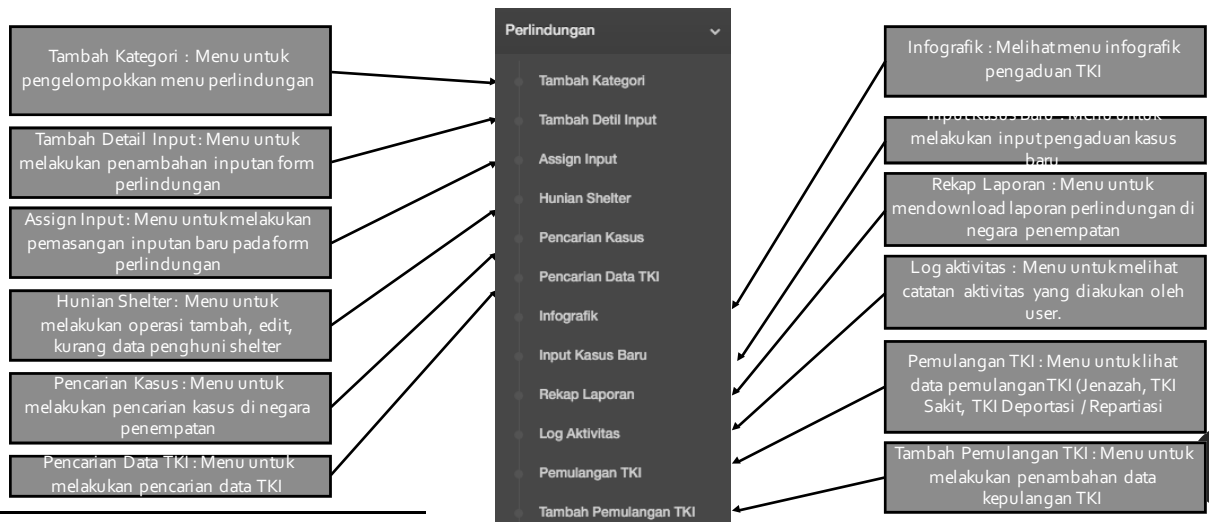 Tambah Kategori : Menu untuk
pengelompokkan menu perlindungan
Tambah Detail Input : Menu untuk
melakukan penambahan inputan form
perlindungan
Assign Input : Menu untuk melakukan
pemasangan inputan baru pada form
perlindungan
Hunian Shelter : Menu untuk
melakukan operasi tambah, edit,
kurang data penghuni shelter
Pencarian Kasus : Menu untuk
melakukan pencarian kasus di negara
penempatan
Pencarian Data TKI : Menu untuk
melakukan pencarian data TKI
Perlindungan
Tambah Kategori
Tambah Detil Input
Assign Input
Hunian Shelter
Pencarian Kasus
Pencarian Data TKI
Infografik
Input Kasus Baru
Rekap Laporan
Log Aktivitas
Pemulangan TKI
Tambah Pemulangan TKI
Infografik : Melihat menu infografik
pengaduan TKI
Input Kasus Baru : Menu untuk
melakukan input pengaduan kasus
baru
Rekap Laporan : Menu untuk
mendownload laporan perlindungan di
negara penempatan
Log aktivitas : Menu untuk melihat
catatan aktivitas yang diakukan oleh
user.
Pemulangan TKI : Menu untuk lihat
data pemulangan TKI (Jenazah, TKI
Sakit, TKI Deportasi / Repartiasi
Tambah Pemulangan TKI : Menu untuk
melakukan penambahan data
kepulangan TKI